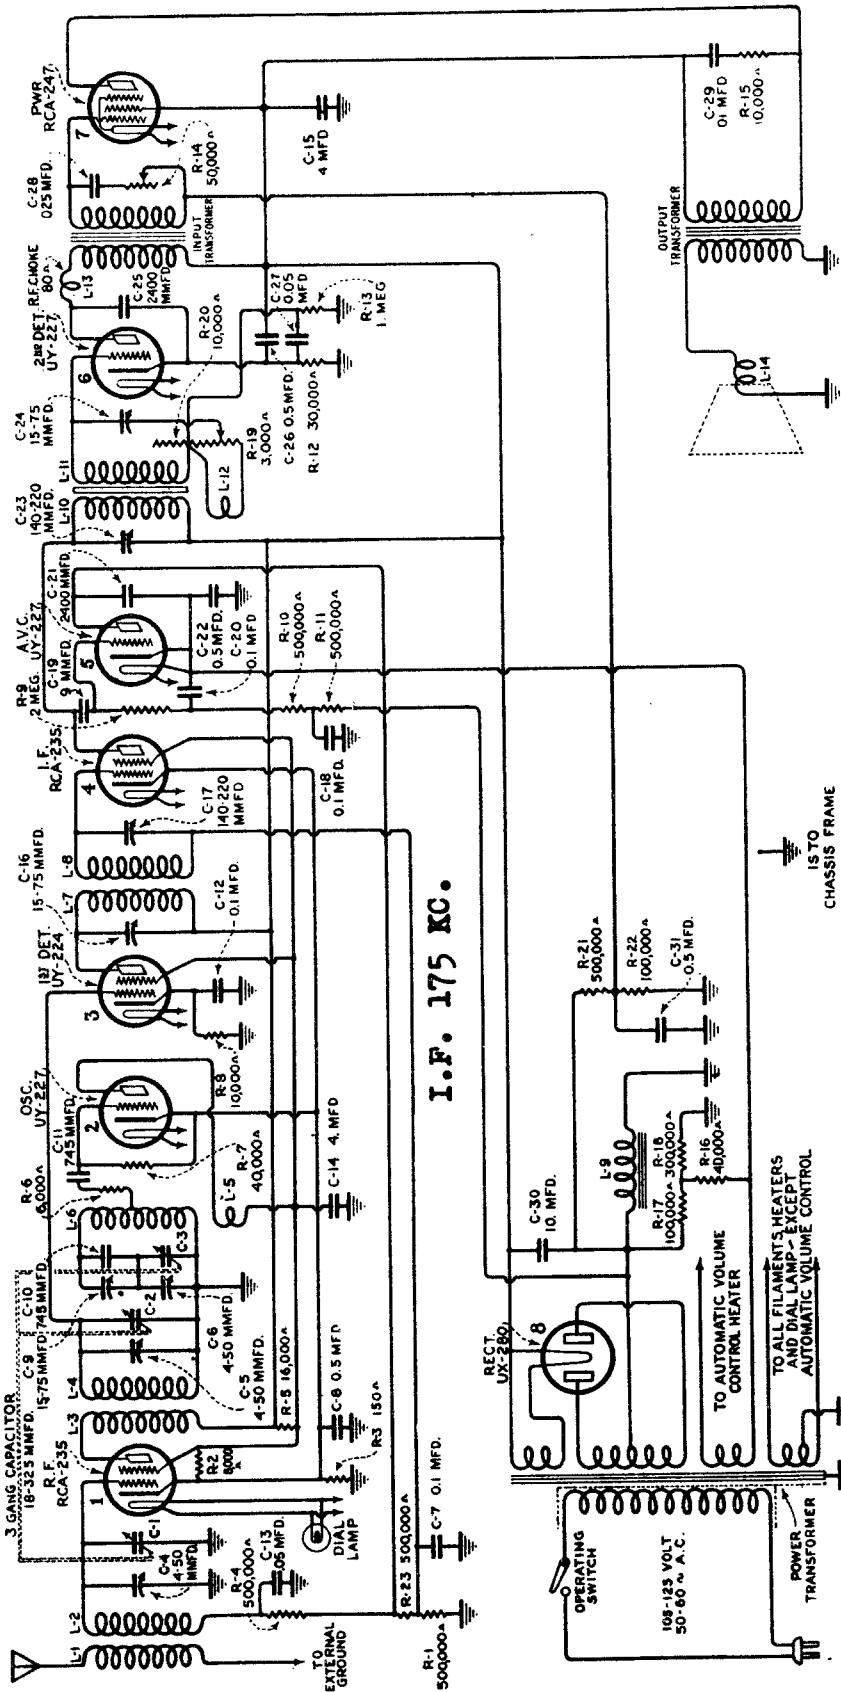 3 GANG CAPACITOR
18-325 MMFD.
R.F.
RCA-235
1
L-1
L-2
C-4
4-50
MMFD.
C-1
R-4
500,000^
C-13
.05 MFD.
DIAL
LAMP
TO
EXTERNAL
GROUND
R-1
500,000^
R-23 500,000^
C-7 0.1 MFD.
R-2
8,000
^
R-3 150^
C-8 0.5 MFD
R-5 16,000^
L-3
L-4
C-9
15-75 MMFD
C-10
745 MMFD.
C-2
C-3
C-5
4-50 MMFD.
C-6
4-50 MMFD.
L-6
R-6
6,000^
C-11
745 MMFD.
OSC.
UY-227
2
R-7
40,000^
L-5
C-14 4. MFD
R-8
10,000^
1ST DET.
UY-224
3
C-12
0.1 MFD.
C-16
15-75 MMFD.
L-7
L-8
C-17
140-220
MMFD
I.F.
RCA-235
4
R-9
2 MEG.
C-19
9 MMFD.
A.V.C.
UY-227
5
C-21
2400 MMFD.
C-22
0.5 MFD.
C-20
0.1 MFD.
C-18
0.1 MFD.
R-10
500,000^
R-11
500,000^
C-23
140-220
MMFD.
L-10
L-11
C-24
15-75
MMFD.
L-12
R-19
3,000^
R-20
10,000^
2ND DET.
UY-227
6
R.F. CHOKE
80^
L-13
C-25
2400
MMFD
C-26 0.5 MFD.
R-12 30,000^
C-27
0.05
MFD
R-13
1. MEG
INPUT
TRANSFORMER
C-28
.025 MFD.
R-14
50,000^
PWR
RCA-247
7
C-15
4 MFD
I.F. 175 KC.
OPERATING
SWITCH
105-125 VOLT
50-60 ~ A.C.
POWER
TRANSFORMER
RECT.
UX-280
8
C-30
10. MFD.
L-9
R-17
100,000^
R-18
300,000^
R-16
40,000^
R-21
500,000^
R-22
100,000^
C-31
0.5 MFD.
TO AUTOMATIC VOLUME
CONTROL HEATER
TO ALL FILAMENTS, HEATERS
AND DIAL LAMP - EXCEPT
AUTOMATIC VOLUME CONTROL
IS TO
CHASSIS FRAME
OUTPUT
TRANSFORMER
L-14
C-29
.01 MFD
R-15
10,000^